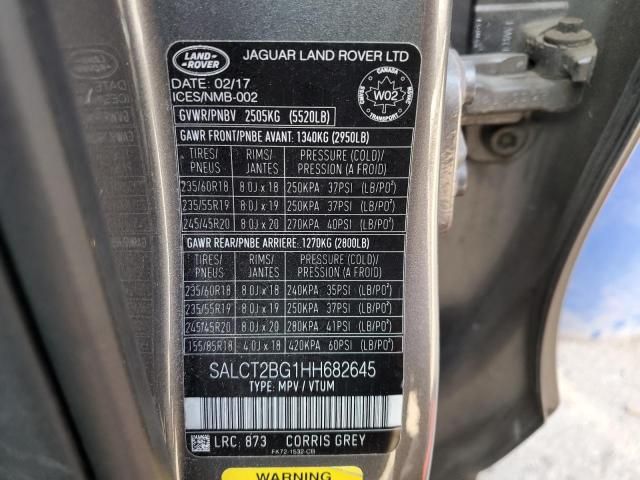 LAND-
ROVER
JAGUAR LAND ROVER LTD
DATE: 02/17
ICES/NMB-002
CANADA
W02
GVWR/PNBV 2505KG (5520LB)
GAWR FRONT/PNBE AVANT: 1340KG (2950LB)
TIRES/ RIMS/ PRESSURE (COLD)/
PNEUS JANTES PRESSION (A FROID)
235/60R18 8.0J x 18 250KPA 37PSI (LB/PO²)
235/55R19 8.0J x 19 250KPA 37PSI (LB/PO²)
245/45R20 8.0J x 20 270KPA 40PSI (LB/PO²)
GAWR REAR/PNBE ARRIERE: 1270KG (2800LB)
TIRES/ RIMS/ PRESSURE (COLD)/
PNEUS JANTES PRESSION (A FROID)
235/60R18 8.0J x 18 240KPA 35PSI (LB/PO²)
235/55R19 8.0J x 19 250KPA 37PSI (LB/PO²)
245/45R20 8.0J x 20 280KPA 41PSI (LB/PO²)
155/85R18 4.0J x 18 420KPA 60PSI (LB/PO²)
SALCT2BG1HH682645
TYPE: MPV / VTUM
LRC: 873 CORRIS GREY
FK72-1532-CB
WARNING